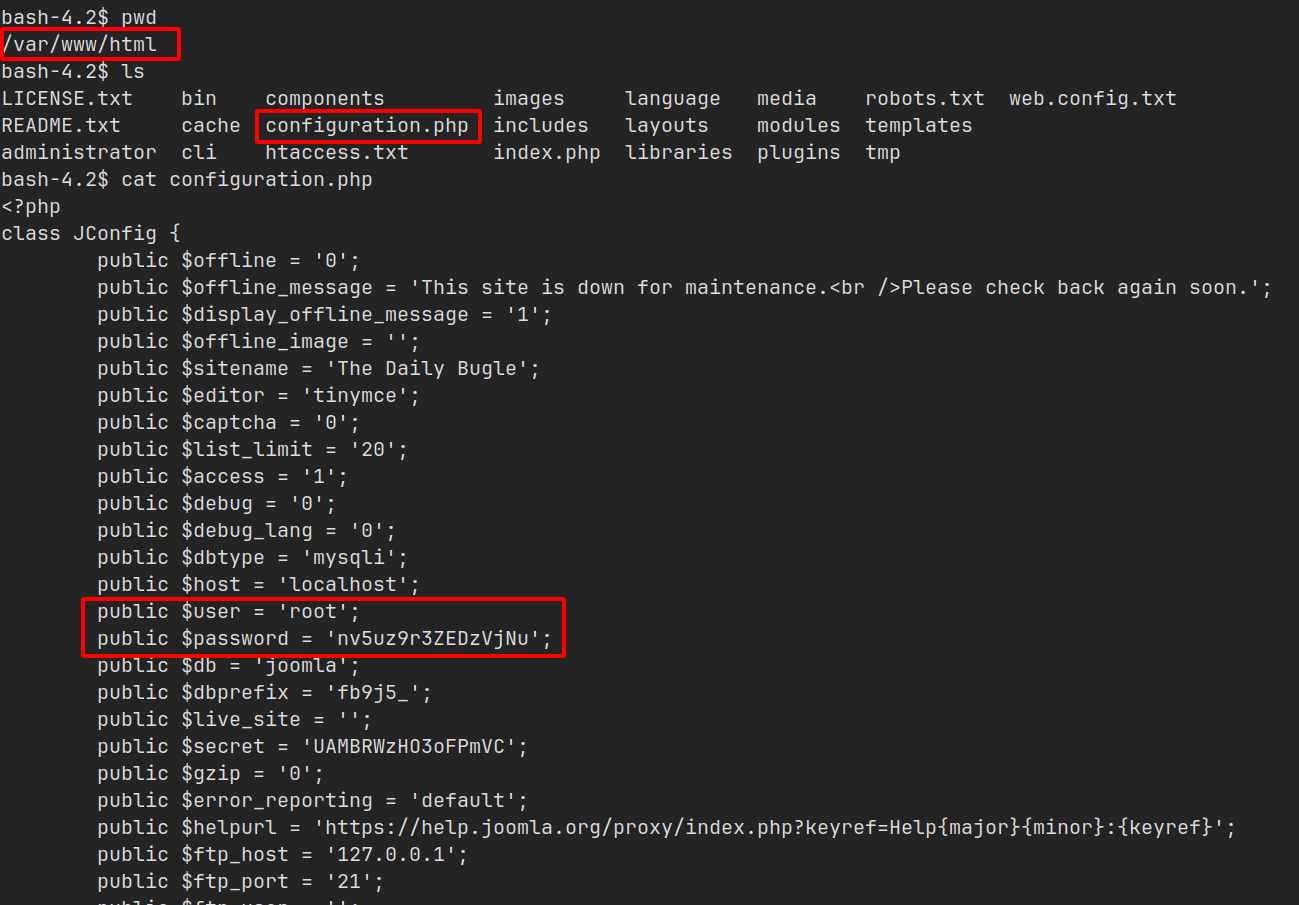 bash-4.2$ pwd
/var/www/html
bash-4.2$ ls
LICENSE.txt    bin    components         images     language   media    robots.txt  web.config.txt
README.txt     cache  configuration.php  includes   layouts    modules  templates
administrator  cli    htaccess.txt       index.php  libraries  plugins  tmp
bash-4.2$ cat configuration.php
<?php
class JConfig {
        public $offline = '0';
        public $offline_message = 'This site is down for maintenance.<br />Please check back again soon.';
        public $display_offline_message = '1';
        public $offline_image = '';
        public $sitename = 'The Daily Bugle';
        public $editor = 'tinymce';
        public $captcha = '0';
        public $list_limit = '20';
        public $access = '1';
        public $debug = '0';
        public $debug_lang = '0';
        public $dbtype = 'mysqli';
        public $host = 'localhost';
        public $user = 'root';
        public $password = 'nv5uz9r3ZEDzVjNu';
        public $db = 'joomla';
        public $dbprefix = 'fb9j5_';
        public $live_site = '';
        public $secret = 'UAMBRWzHO3oFPmVC';
        public $gzip = '0';
        public $error_reporting = 'default';
        public $helpurl = 'https://help.joomla.org/proxy/index.php?keyref=Help{major}{minor}:{keyref}';
        public $ftp_host = '127.0.0.1';
        public $ftp_port = '21';